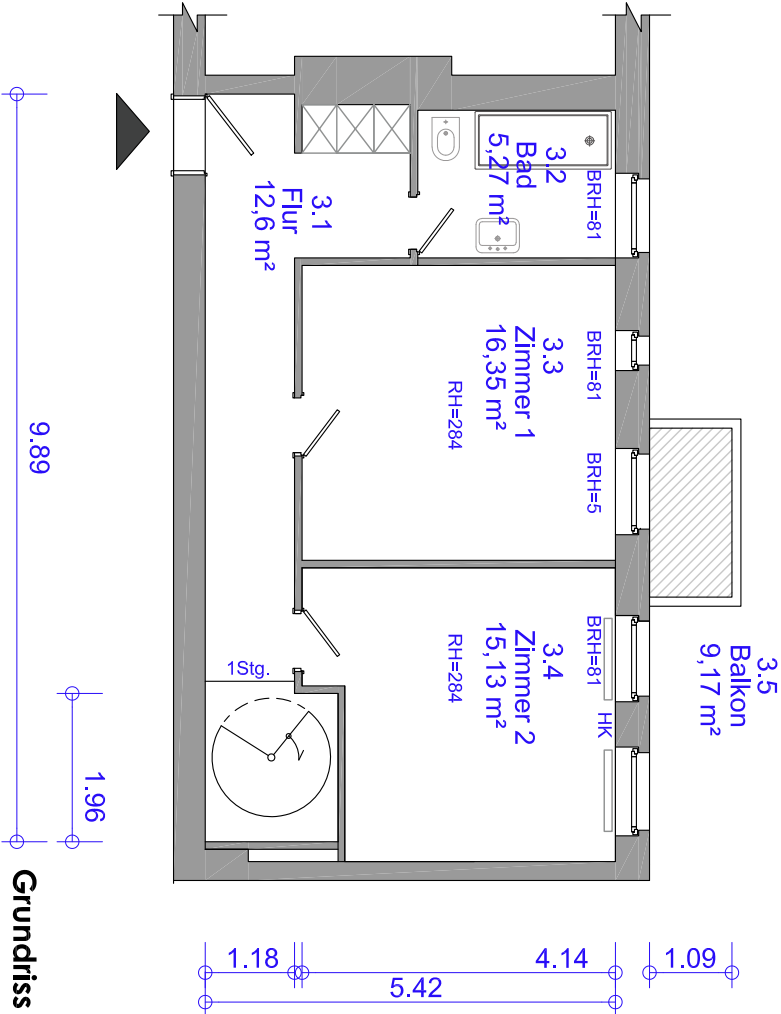 3.2
Bad
5,27 m²
BRH=81
3.1
Flur
12,6 m²
3.3
Zimmer 1
16,35 m²
RH=284
BRH=81
BRH=5
3.4
Zimmer 2
15,13 m²
RH=284
BRH=81
HK
3.5
Balkon
9,17 m²
1Stg.
9.89
1.96
1.18
4.14
1.09
5.42
Grundriss